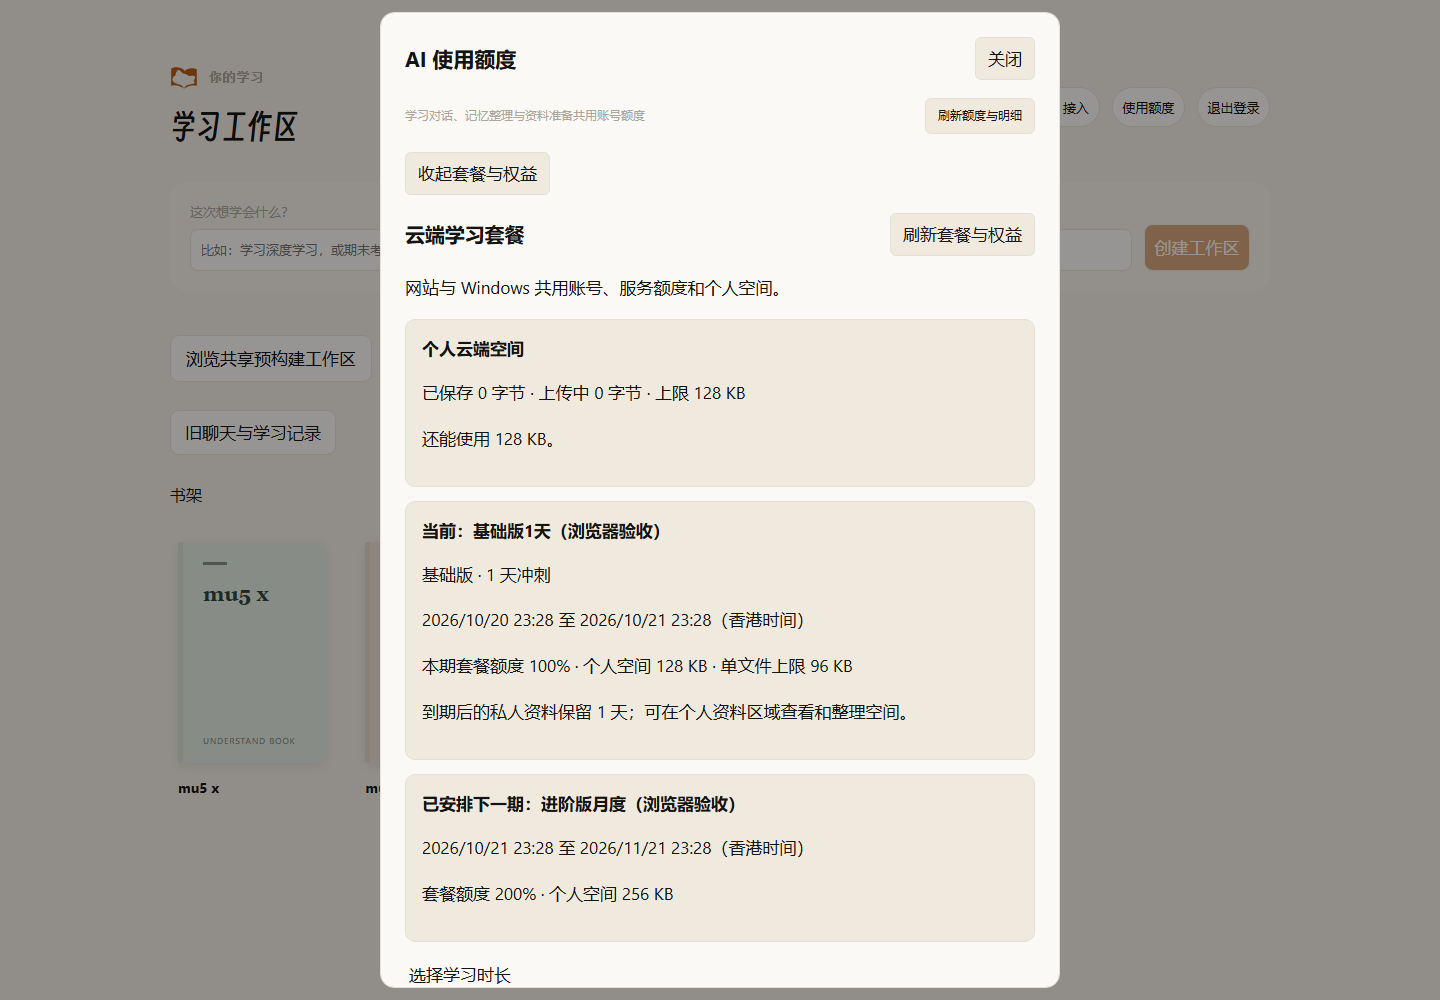 你的学习
学习工作区
接入
使用额度
退出登录
这次想学会什么？
比如：学习深度学习，或期末考
创建工作区
浏览共享预构建工作区
旧聊天与学习记录
书架
mu5 x
UNDERSTAND BOOK
mu5 x
AI 使用额度
关闭
学习对话、记忆整理与资料准备共用账号额度
刷新额度与明细
收起套餐与权益
云端学习套餐
刷新套餐与权益
网站与 Windows 共用账号、服务额度和个人空间。
个人云端空间
已保存 0 字节 · 上传中 0 字节 · 上限 128 KB
还能使用 128 KB。
当前：基础版1天（浏览器验收）
基础版 · 1 天冲刺
2026/10/20 23:28 至 2026/10/21 23:28（香港时间）
本期套餐额度 100% · 个人空间 128 KB · 单文件上限 96 KB
到期后的私人资料保留 1 天；可在个人资料区域查看和整理空间。
已安排下一期：进阶版月度（浏览器验收）
2026/10/21 23:28 至 2026/11/21 23:28（香港时间）
套餐额度 200% · 个人空间 256 KB
选择学习时长